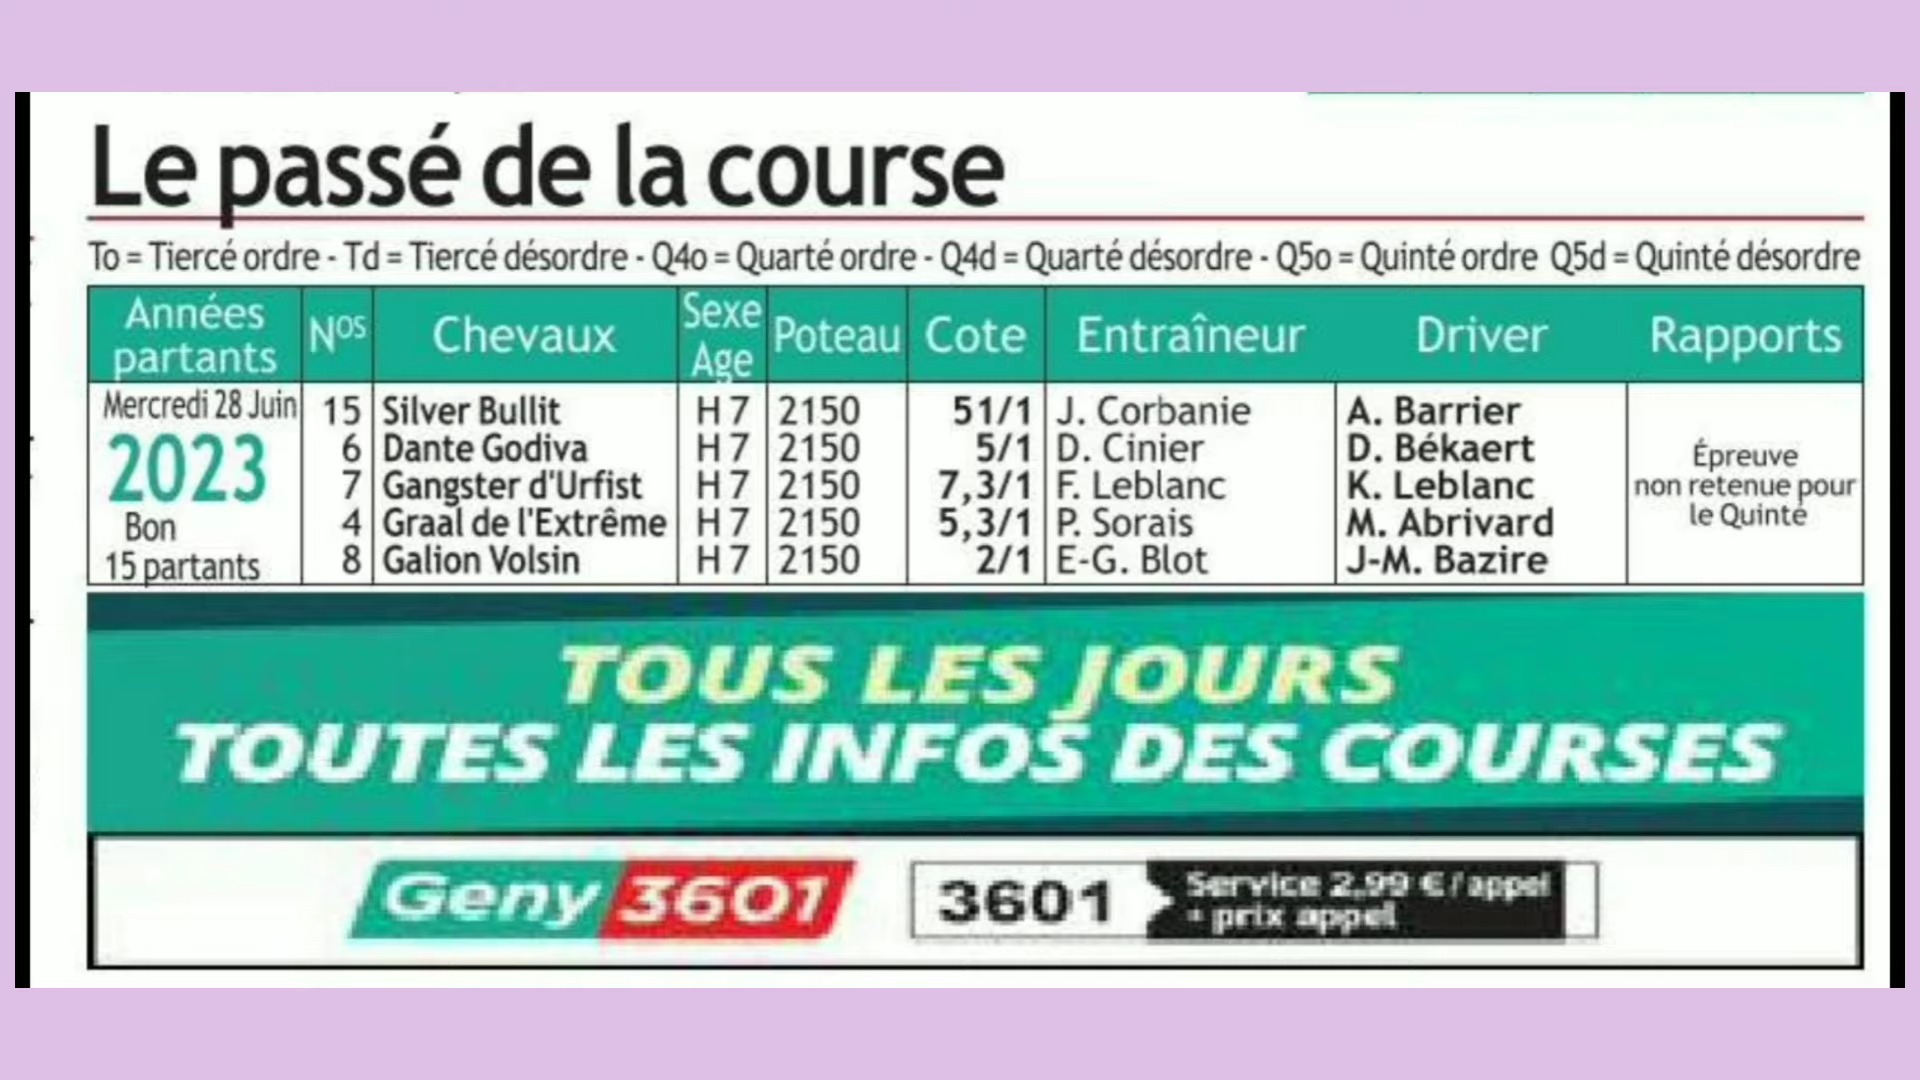 Le passé de la course
To = Tiercé ordre - Td = Tiercé désordre - Q4o = Quarté ordre - Q4d = Quarté désordre - Q5o = Quinté ordre Q5d = Quinté désordre
Années partants Nos Chevaux Sexe Age Poteau Cote Entraîneur Driver Rapports
Mercredi 28 Juin 15 Silver Bullit H 7 2150 51/1 J. Corbanie A. Barrier
2023 6 Dante Godiva H 7 2150 5/1 D. Cinier D. Békaert Épreuve
7 Gangster d'Urfist H 7 2150 7,3/1 F. Leblanc K. Leblanc non retenue pour
Bon 4 Graal de l'Extrême H 7 2150 5,3/1 P. Sorais M. Abrivard le Quinté
15 partants 8 Galion Volsin H 7 2150 2/1 E-G. Blot J-M. Bazire
TOUS LES JOURS
TOUTES LES INFOS DES COURSES
Geny 3601 3601 Service 2,99 € / appel
+ prix appel